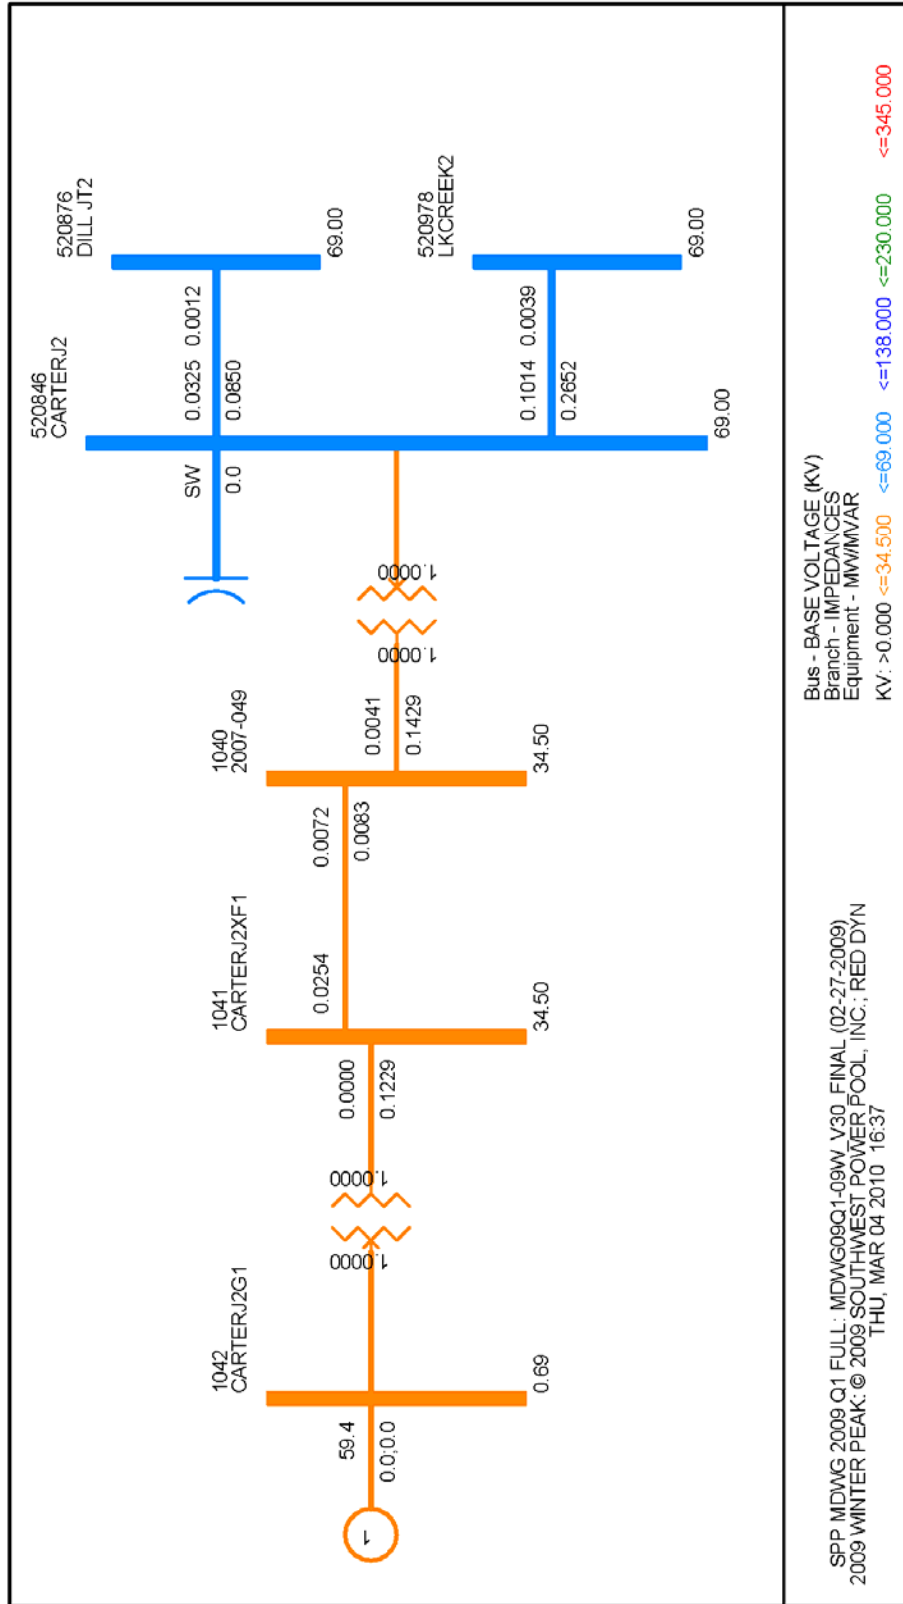 1042
CARTERJ2G1
1
59.4
0.0;0.0
0.69
1.0000
1.0000
1041
CARTERJ2XF1
0.0000
0.1229
34.50
0.0254
1040
2007-049
0.0072
0.0083
34.50
0.0041
0.1429
1.0000
1.0000
520846
CARTERJ2
SW
0.0
69.00
520876
DILL JT2
0.0325 0.0012
0.0850
69.00
520978
LKCREEK2
0.1014 0.0039
0.2652
69.00
SPP MDWG 2009 Q1 FULL: MDWG09Q1-09W_V30_FINAL (02-27-2009)
2009 WINTER PEAK: © 2009 SOUTHWEST POWER POOL, INC.; RED DYN
THU, MAR 04 2010 16:37
Bus - BASE VOLTAGE (KV)
Branch - IMPEDANCES
Equipment - MW/MVAR
KV: >0.000 <=34.500 <=69.000 <=138.000 <=230.000 <=345.000